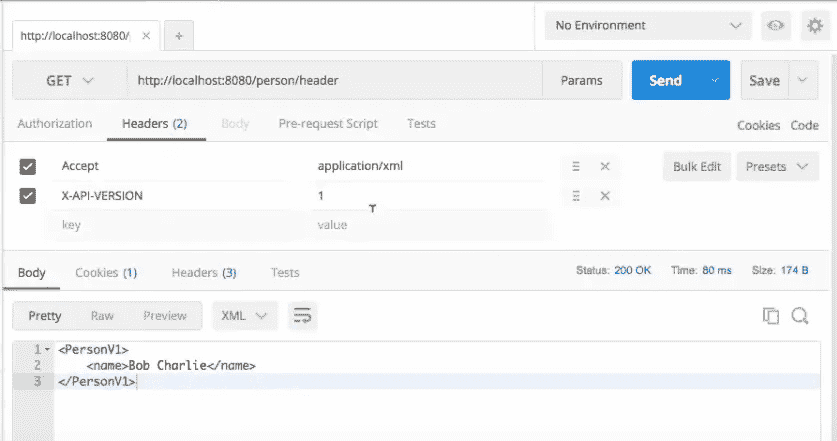 http://localhost:8080/
No Environment
GET http://localhost:8080/person/header Params Send Save
Authorization Headers (2) Body Pre-request Script Tests Cookies Code
Accept application/xml Bulk Edit Presets
X-API-VERSION 1
key value
Body Cookies (1) Headers (3) Tests Status: 200 OK Time: 80 ms Size: 174 B
Pretty Raw Preview XML
1 <PersonV1>
2 <name>Bob Charlie</name>
3 </PersonV1>